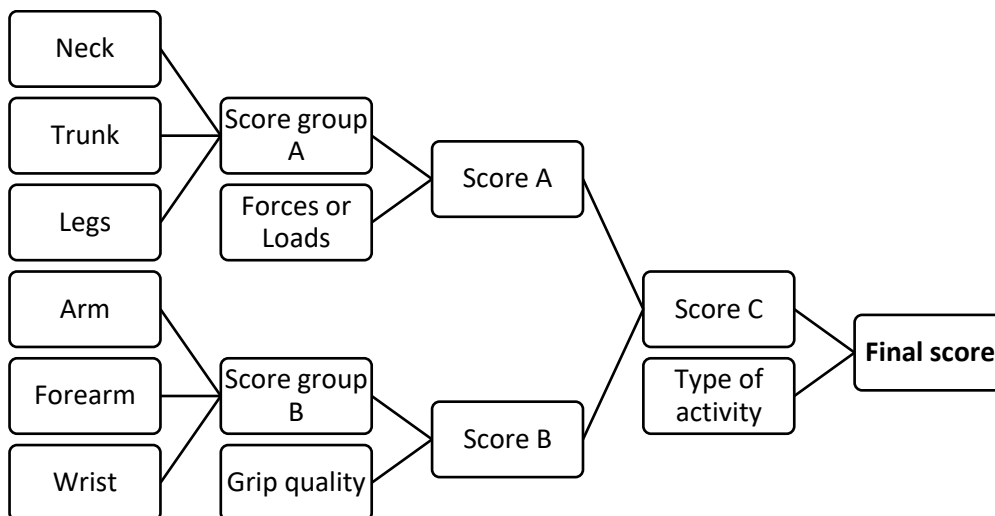 Neck
Trunk
Legs
Arm
Forearm
Wrist
Score group
A
Forces or
Loads
Score group
B
Grip quality
Score A
Score B
Score C
Type of
activity
Final score